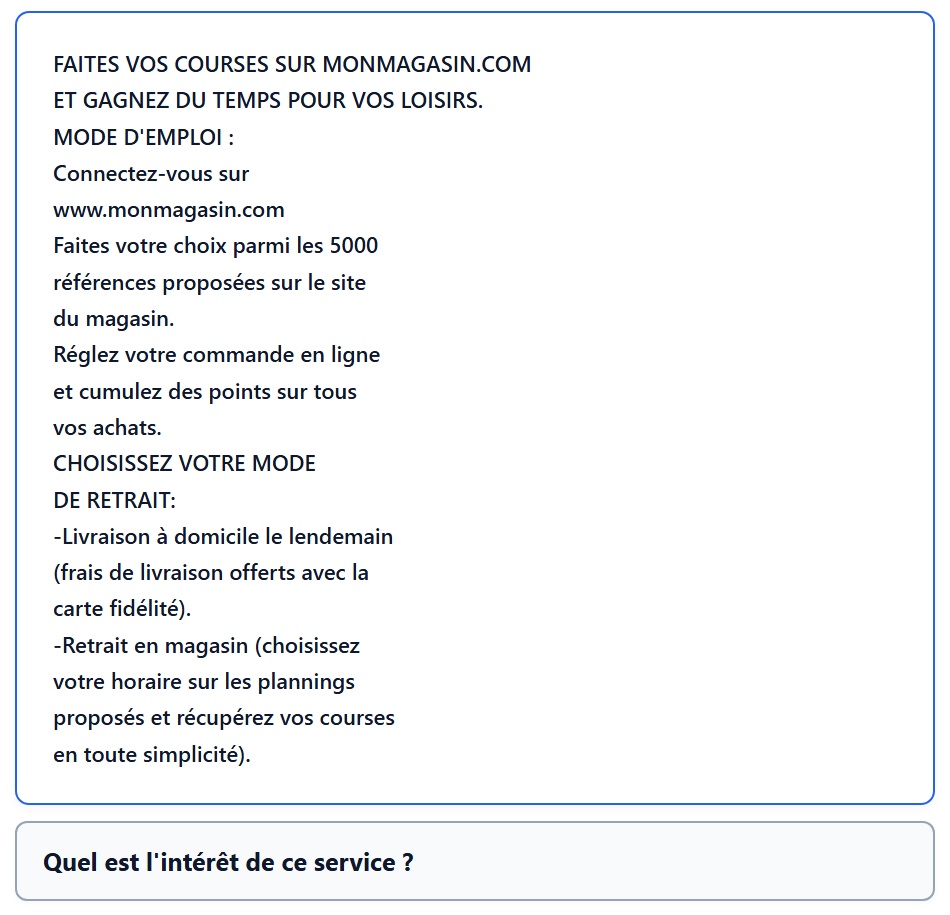 FAITES VOS COURSES SUR MONMAGASIN.COM
ET GAGNEZ DU TEMPS POUR VOS LOISIRS.
MODE D'EMPLOI :
Connectez-vous sur
www.monmagasin.com
Faites votre choix parmi les 5000
références proposées sur le site
du magasin.
Réglez votre commande en ligne
et cumulez des points sur tous
vos achats.
CHOISISSEZ VOTRE MODE
DE RETRAIT:
-Livraison à domicile le lendemain
(frais de livraison offerts avec la
carte fidélité).
-Retrait en magasin (choisissez
votre horaire sur les plannings
proposés et récupérez vos courses
en toute simplicité).
Quel est l'intérêt de ce service ?